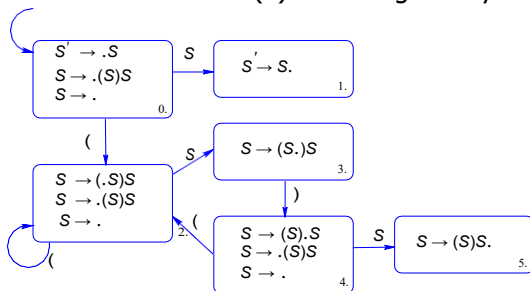 S' → .S
S → .(S)S
S → .
0.
S
S' → S.
1.
(
S → (.S)S
S → .(S)S
S → .
2.
(
S
S → (S.)S
3.
)
(
S → (S).S
S → .(S)S
S → .
4.
S
S → (S)S.
5.